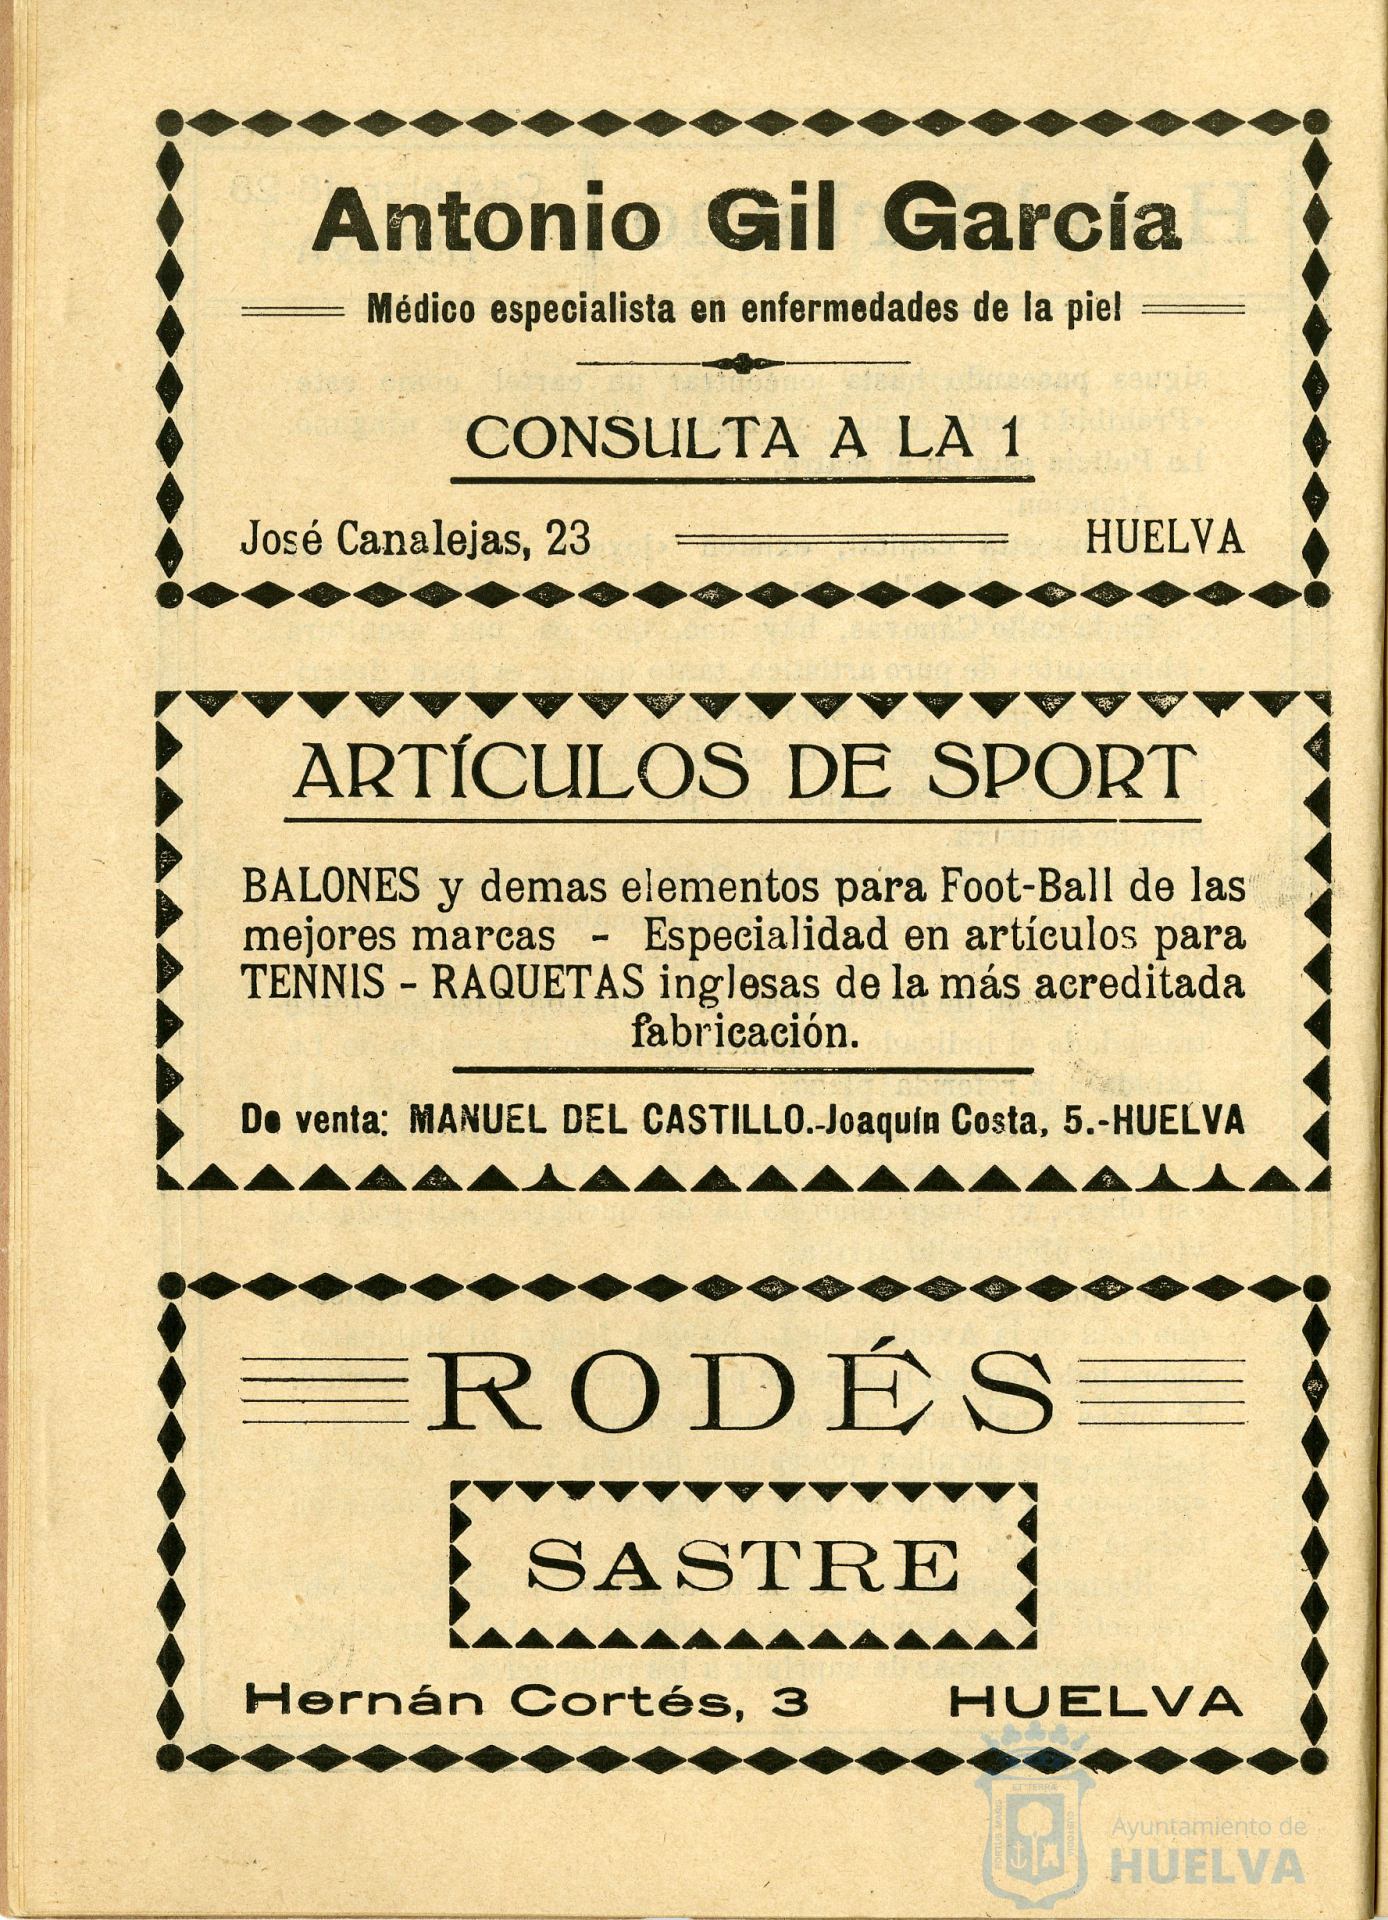 Antonio Gil García
Médico especialista en enfermedades de la piel
CONSULTA A LA 1
José Canalejas, 23 HUELVA
ARTÍCULOS DE SPORT
BALONES y demas elementos para Foot-Ball de las
mejores marcas - Especialidad en artículos para
TENNIS - RAQUETAS inglesas de la más acreditada
fabricación.
De venta: MANUEL DEL CASTILLO.-Joaquín Costa, 5.-HUELVA
RODÉS
SASTRE
Hernán Cortés, 3 HUELVA
Ayuntamiento de
HUELVA